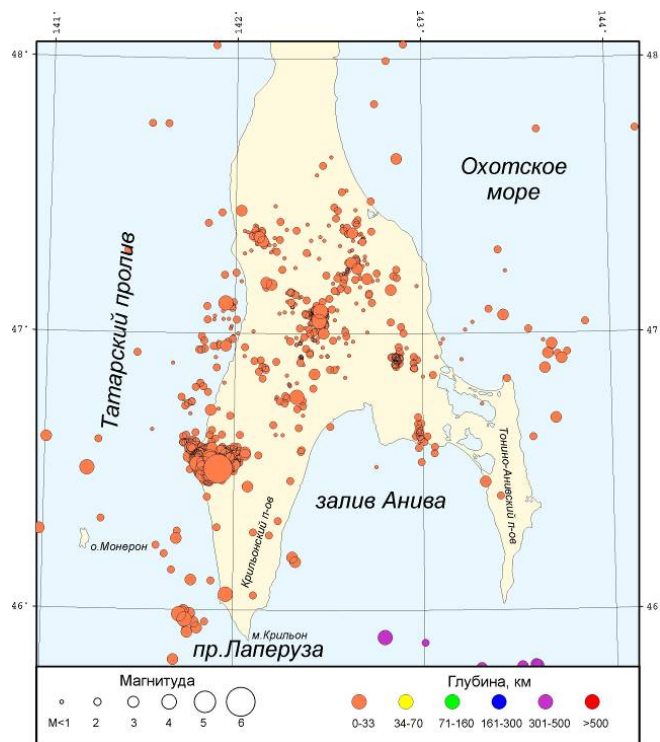 141.
142.
143.
144.
48.
48.
Охотское
море
Татарский пролив
47.
47.
Тонино-Анивский п-ов
залив Анива
Крильонский п-ов
о.Монерон
46.
46.
м.Крильон
пр.Лаперуза
Магнитуда
M<1 2 3 4 5 6
Глубина, км
0-33 34-70 71-160 161-300 301-500 >500